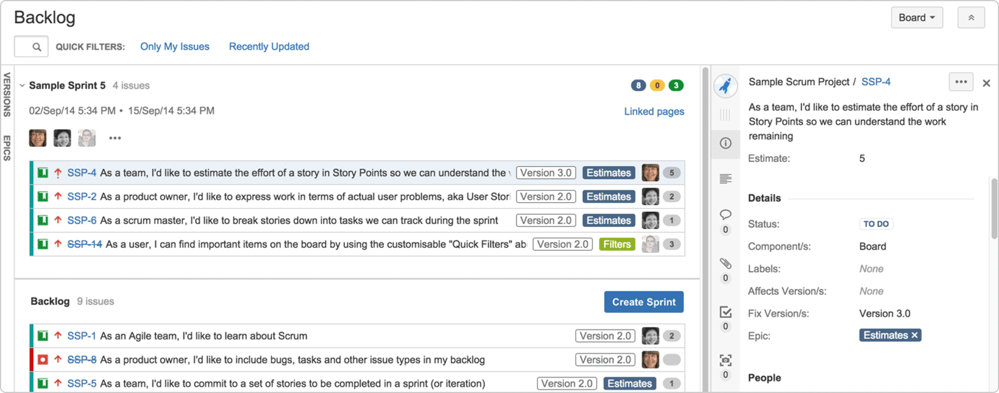 Backlog
Board
QUICK FILTERS: Only My Issues Recently Updated
VERSIONS
EPICS
Sample Sprint 5 4 issues 8 0 3
02/Sep/14 5:34 PM • 15/Sep/14 5:34 PM Linked pages
SSP-4 As a team, I'd like to estimate the effort of a story in Story Points so we can understand the Version 3.0 Estimates 5
SSP-2 As a product owner, I'd like to express work in terms of actual user problems, aka User Stori Version 2.0 Estimates 2
SSP-6 As a scrum master, I'd like to break stories down into tasks we can track during the sprint Version 2.0 Estimates 1
SSP-14 As a user, I can find important items on the board by using the customisable "Quick Filters" ab Version 2.0 Filters 3
Backlog 9 issues Create Sprint
SSP-1 As an Agile team, I'd like to learn about Scrum Version 2.0 2
SSP-8 As a product owner, I'd like to include bugs, tasks and other issue types in my backlog Version 2.0
SSP-5 As a team, I'd like to commit to a set of stories to be completed in a sprint (or iteration) Version 2.0 Estimates 1
0
0
0
0
Sample Scrum Project / SSP-4
As a team, I'd like to estimate the effort of a story in
Story Points so we can understand the work
remaining
Estimate: 5
Details
Status: TO DO
Component/s: Board
Labels: None
Affects Version/s: None
Fix Version/s: Version 3.0
Epic: Estimates ×
People